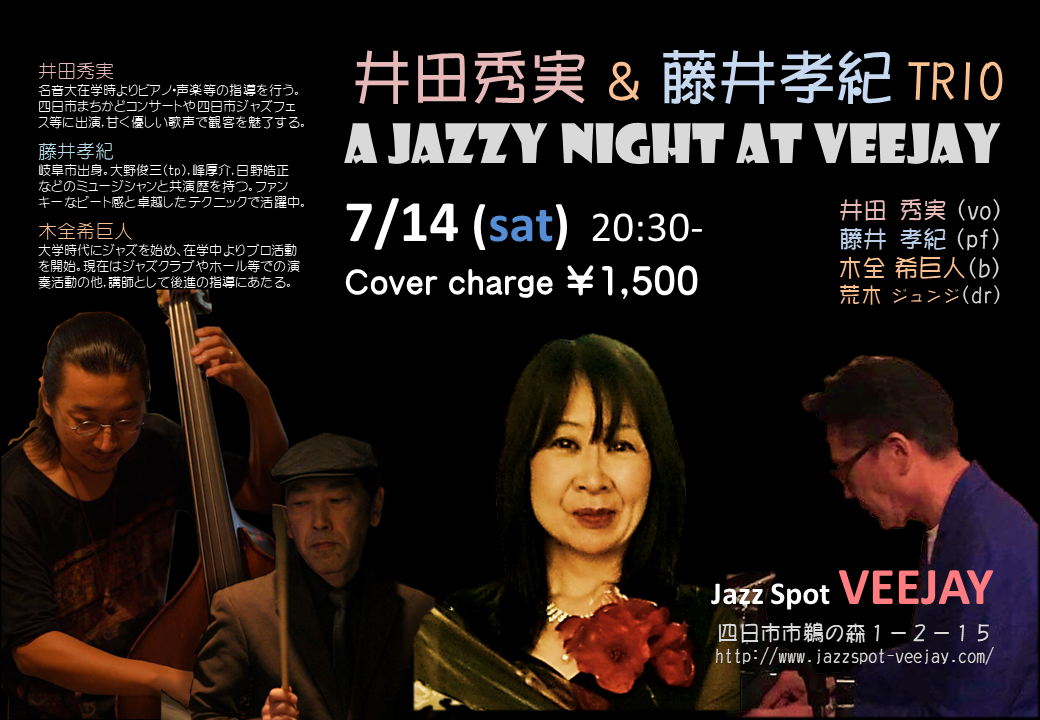 井田秀実 & 藤井孝紀 TRIO
A JAZZY NIGHT AT VEEJAY
7/14 (sat) 20:30-
Cover charge ￥1,500
井田 秀実 (vo)
藤井 孝紀 (pf)
木全 希巨人(b)
荒木 ジュンジ(dr)
井田秀実
名音大在学時よりピアノ・声楽等の指導を行う。
四日市まちかどコンサートや四日市ジャズフェ
ス等に出演，甘く優しい歌声で観客を魅了する。
藤井孝紀
岐阜市出身。大野俊三(tp)，峰厚介，日野皓正
などのミュージシャンと共演歴を持つ。ファン
キーなビート感と卓越したテクニックで活躍中。
木全希巨人
大学時代にジャズを始め、在学中よりプロ活動
を開始。現在はジャズクラブやホール等での演
奏活動の他，講師として後進の指導にあたる。
Jazz Spot VEEJAY
四日市市鵜の森１－２－１５
http://www.jazzspot-veejay.com/